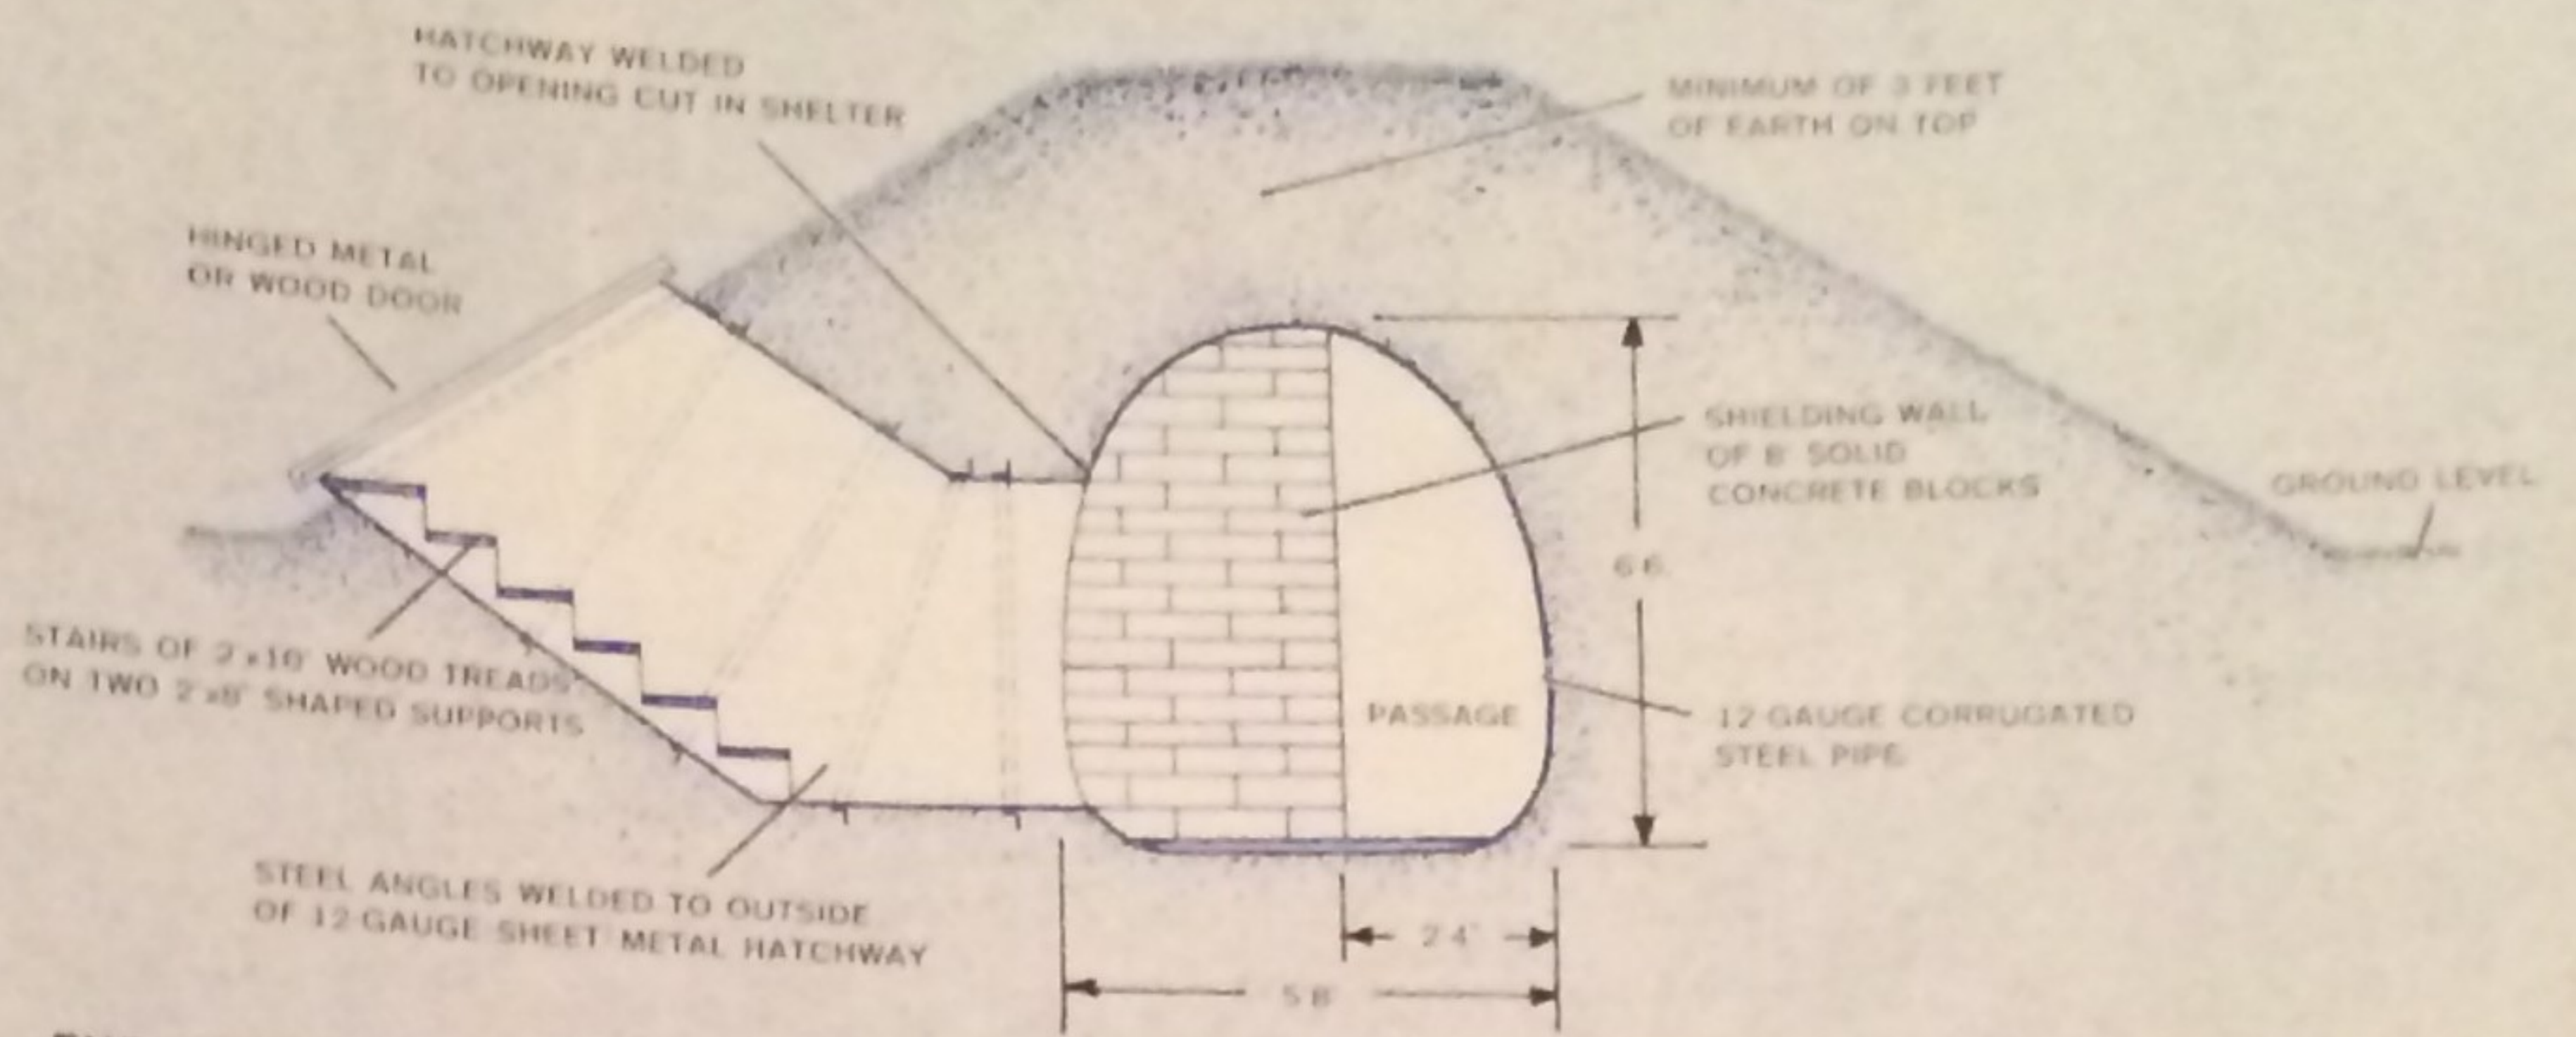 HATCHWAY WELDED
TO OPENING CUT IN SHELTER
MINIMUM OF 3 FEET
OF EARTH ON TOP
HINGED METAL
OR WOOD DOOR
SHIELDING WALL
OF 8" SOLID
CONCRETE BLOCKS
GROUND LEVEL
6 6
STAIRS OF 2"x10" WOOD TREADS
ON TWO 2"x8" SHAPED SUPPORTS
PASSAGE
12 GAUGE CORRUGATED
STEEL PIPE
STEEL ANGLES WELDED TO OUTSIDE
OF 12 GAUGE SHEET METAL HATCHWAY
2 4"
5 8